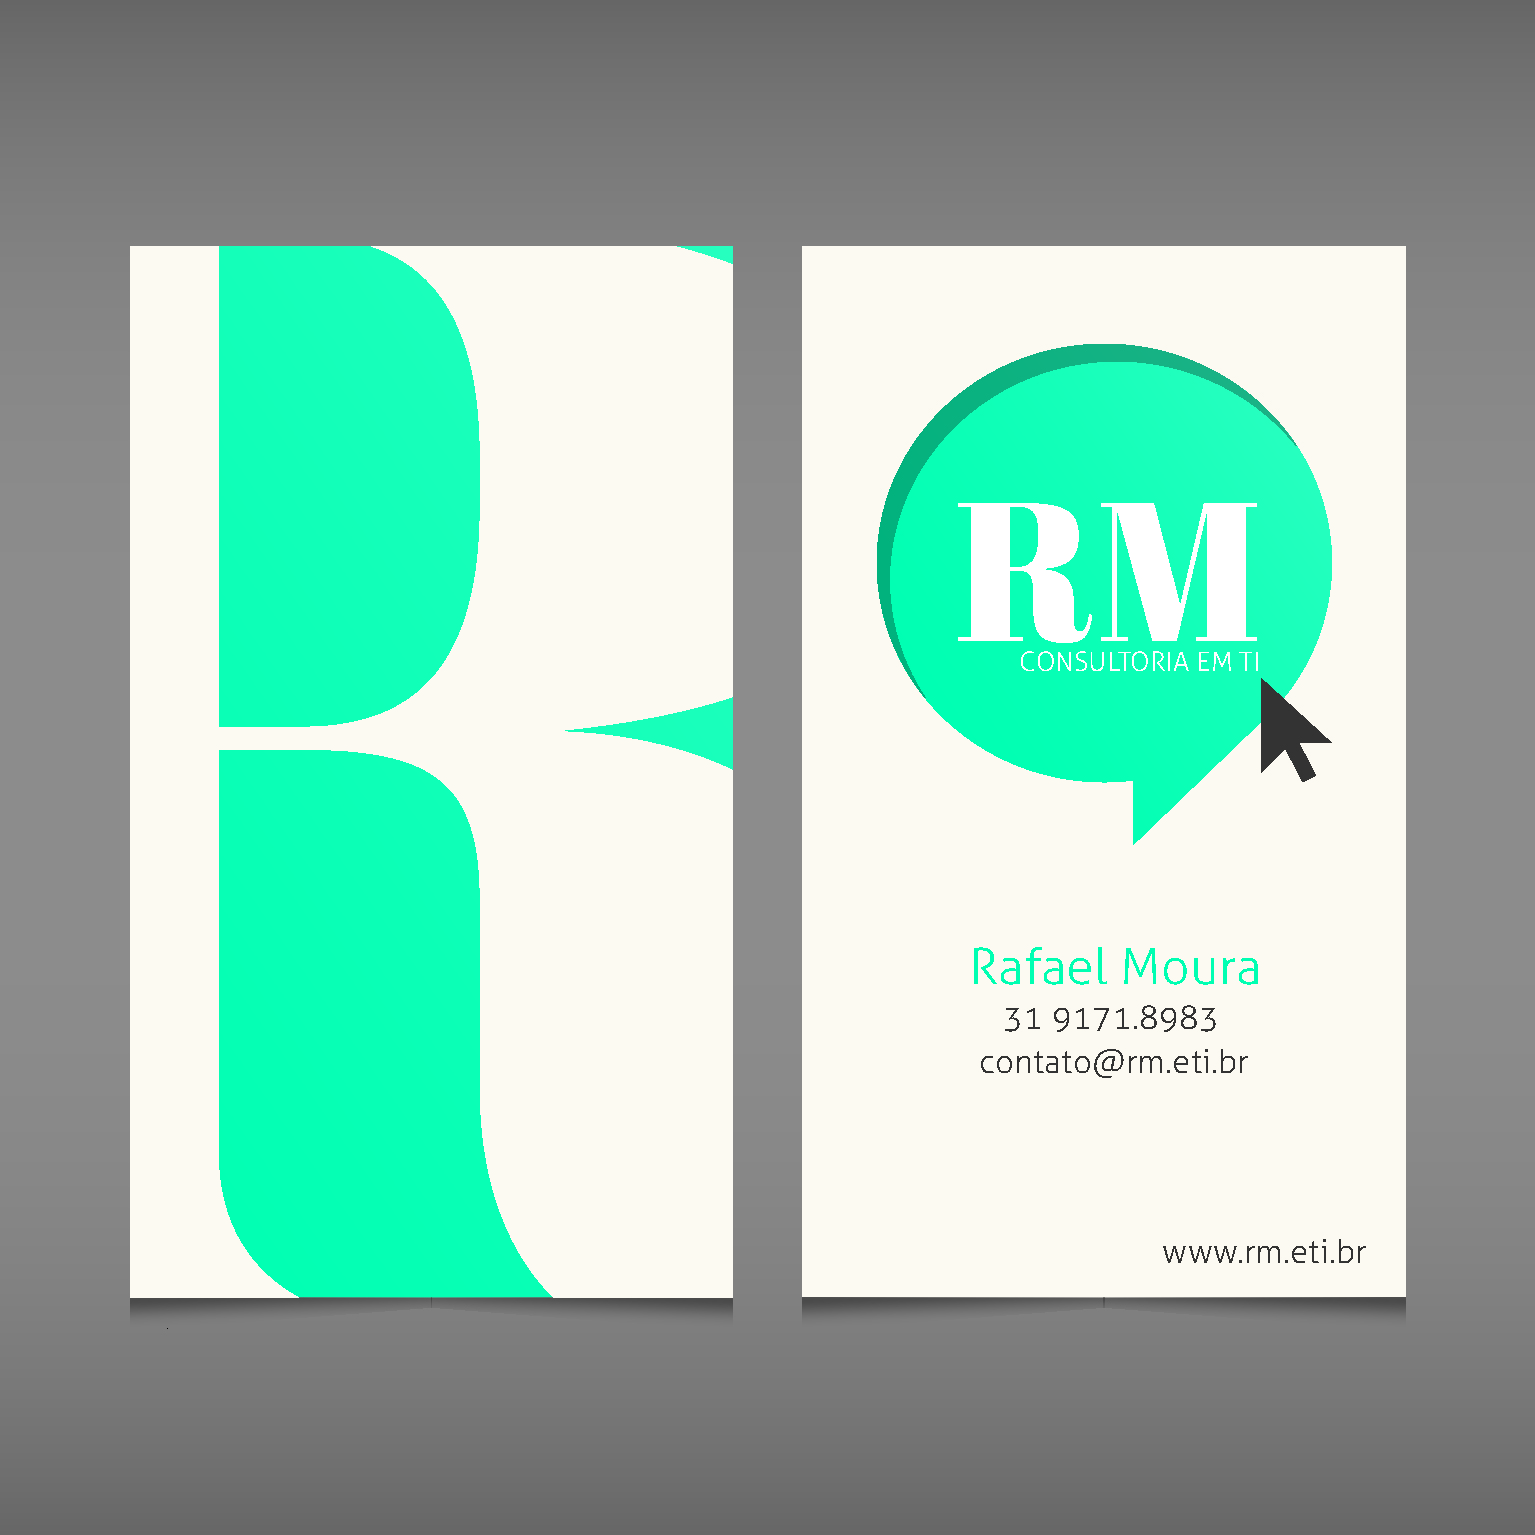 RM
CONSULTORIA EM TI
Rafael Moura
31 9171.8983
contato@rm.eti.br
www.rm.eti.br